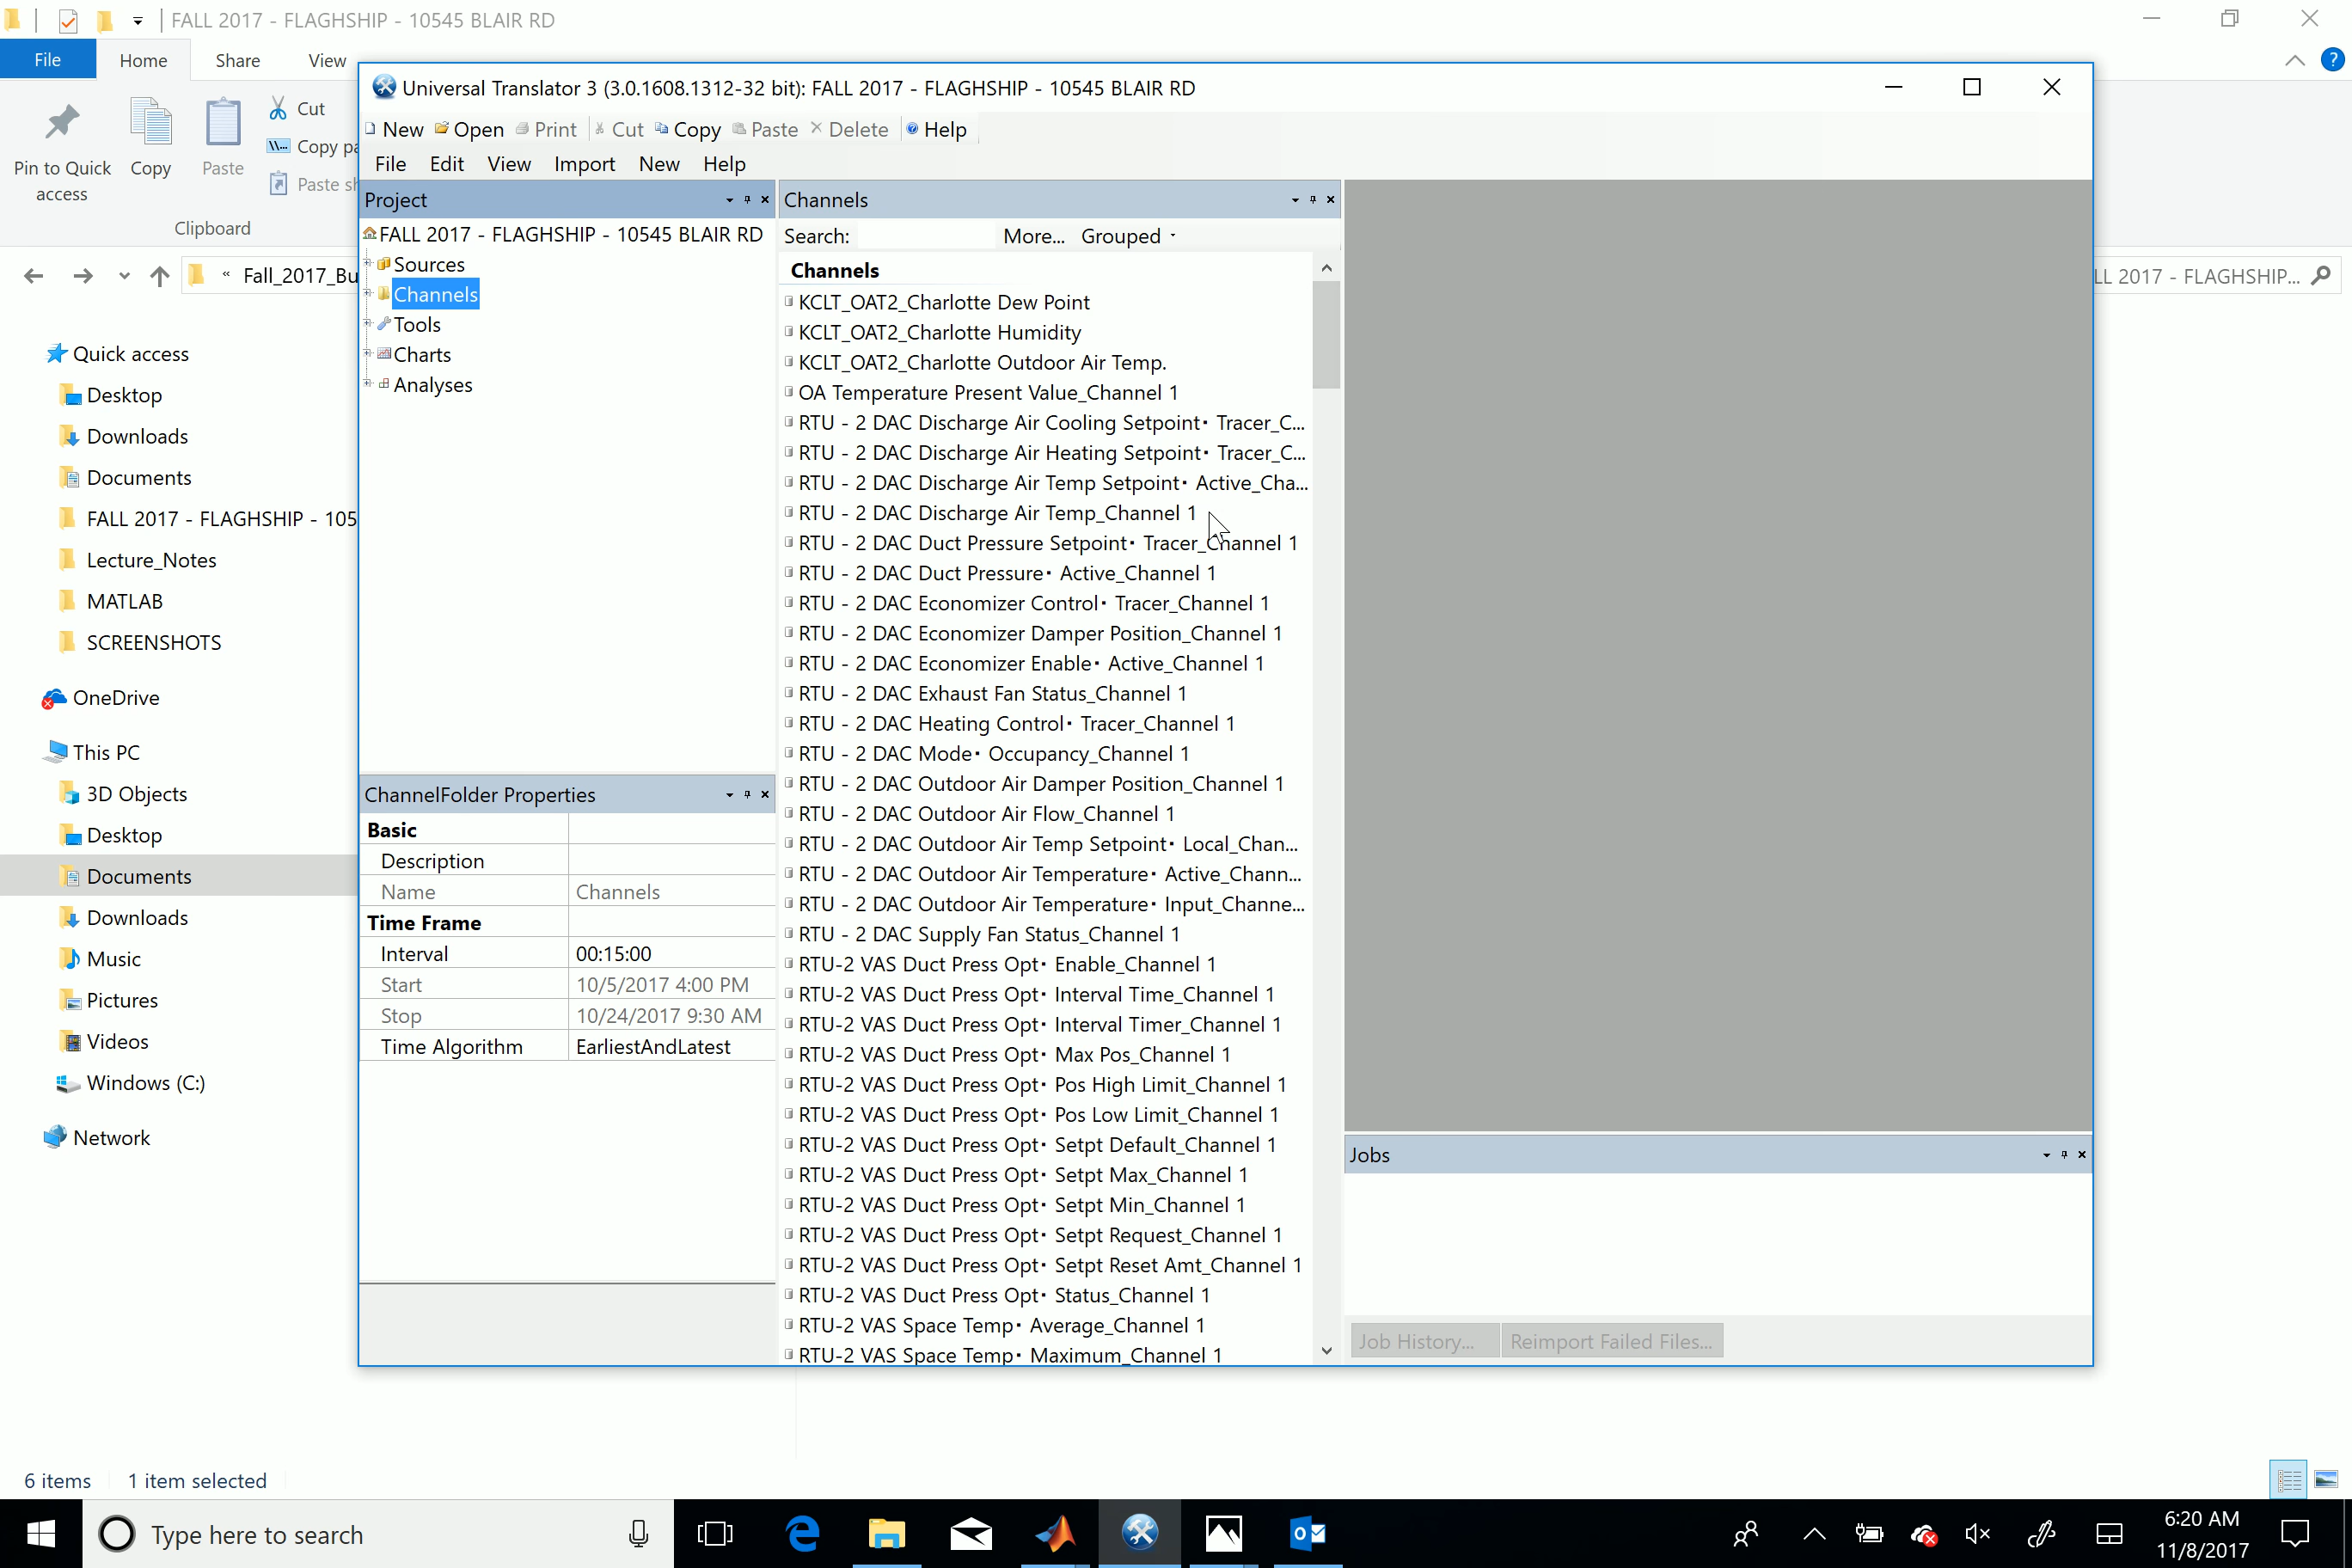 FALL 2017 - FLAGHSHIP - 10545 BLAIR RD
File
Home
Share
View
Pin to Quick
access
Copy
Paste
Cut
Copy pa
Paste sh
Clipboard
« Fall_2017_Bu
LL 2017 - FLAGHSHIP...
Quick access
Desktop
Downloads
Documents
FALL 2017 - FLAGHSHIP - 105
Lecture_Notes
MATLAB
SCREENSHOTS
OneDrive
This PC
3D Objects
Desktop
Documents
Downloads
Music
Pictures
Videos
Windows (C:)
Network
6 items 1 item selected
Universal Translator 3 (3.0.1608.1312-32 bit): FALL 2017 - FLAGHSHIP - 10545 BLAIR RD
New Open Print Cut Copy Paste Delete Help
File Edit View Import New Help
Project
FALL 2017 - FLAGHSHIP - 10545 BLAIR RD
Sources
Channels
Tools
Charts
Analyses
ChannelFolder Properties
Basic
Description
Name Channels
Time Frame
Interval 00:15:00
Start 10/5/2017 4:00 PM
Stop 10/24/2017 9:30 AM
Time Algorithm EarliestAndLatest
Channels
Search: More... Grouped
Channels
KCLT_OAT2_Charlotte Dew Point
KCLT_OAT2_Charlotte Humidity
KCLT_OAT2_Charlotte Outdoor Air Temp.
OA Temperature Present Value_Channel 1
RTU - 2 DAC Discharge Air Cooling Setpoint· Tracer_C...
RTU - 2 DAC Discharge Air Heating Setpoint· Tracer_C...
RTU - 2 DAC Discharge Air Temp Setpoint· Active_Cha...
RTU - 2 DAC Discharge Air Temp_Channel 1
RTU - 2 DAC Duct Pressure Setpoint· Tracer_Channel 1
RTU - 2 DAC Duct Pressure· Active_Channel 1
RTU - 2 DAC Economizer Control· Tracer_Channel 1
RTU - 2 DAC Economizer Damper Position_Channel 1
RTU - 2 DAC Economizer Enable· Active_Channel 1
RTU - 2 DAC Exhaust Fan Status_Channel 1
RTU - 2 DAC Heating Control· Tracer_Channel 1
RTU - 2 DAC Mode· Occupancy_Channel 1
RTU - 2 DAC Outdoor Air Damper Position_Channel 1
RTU - 2 DAC Outdoor Air Flow_Channel 1
RTU - 2 DAC Outdoor Air Temp Setpoint· Local_Chan...
RTU - 2 DAC Outdoor Air Temperature· Active_Chann...
RTU - 2 DAC Outdoor Air Temperature· Input_Channe...
RTU - 2 DAC Supply Fan Status_Channel 1
RTU-2 VAS Duct Press Opt· Enable_Channel 1
RTU-2 VAS Duct Press Opt· Interval Time_Channel 1
RTU-2 VAS Duct Press Opt· Interval Timer_Channel 1
RTU-2 VAS Duct Press Opt· Max Pos_Channel 1
RTU-2 VAS Duct Press Opt· Pos High Limit_Channel 1
RTU-2 VAS Duct Press Opt· Pos Low Limit_Channel 1
RTU-2 VAS Duct Press Opt· Setpt Default_Channel 1
RTU-2 VAS Duct Press Opt· Setpt Max_Channel 1
RTU-2 VAS Duct Press Opt· Setpt Min_Channel 1
RTU-2 VAS Duct Press Opt· Setpt Request_Channel 1
RTU-2 VAS Duct Press Opt· Setpt Reset Amt_Channel 1
RTU-2 VAS Duct Press Opt· Status_Channel 1
RTU-2 VAS Space Temp· Average_Channel 1
RTU-2 VAS Space Temp· Maximum_Channel 1
Jobs
Job History... Reimport Failed Files...
Type here to search
6:20 AM
11/8/2017